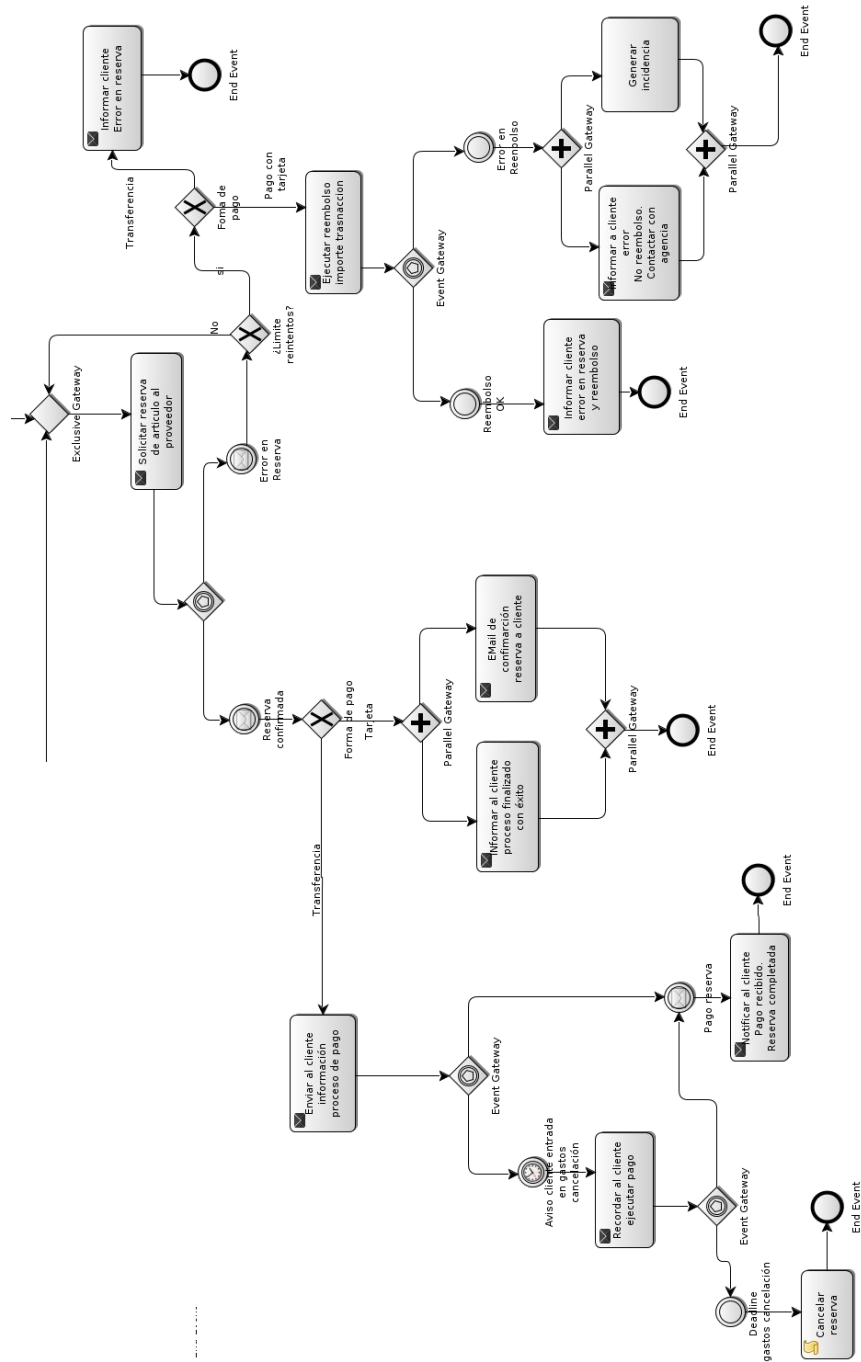 Informar cliente
Error en reserva
End Event
Transferencia
Foma de
pago
Pago con
tarjeta
si
No
¿Limite
reintentos?
Exclusive Gateway
Solicitar reserva
de artículo al
proveedor
Error en
Reserva
Ejecutar reembolso
importe trasnaccion
Event Gateway
Error en
Reenbolso
Parallel Gateway
Generar
incidencia
Informar a cliente
error
No reembolso.
Contactar con
agencia
Parallel Gateway
End Event
Reembolso
OK
Informar cliente
error en reserva
y reembolso
End Event
Reserva
confirmada
Forma de pago
Tarjeta
Parallel Gateway
EMail de
confimarción
reserva a cliente
INformar al cliente
proceso finalizado
con éxito
Parallel Gateway
End Event
Transferencia
Enviar al cliente
información
proceso de pago
Event Gateway
Aviso cliente entrada
en gastos
cancelación
Recordar al cliente
ejecutar pago
Event Gateway
Pago reserva
Notificar al cliente
Pago recibido.
Reserva completada
End Event
Deadline
gastos cancelación
Cancelar
reserva
End Event